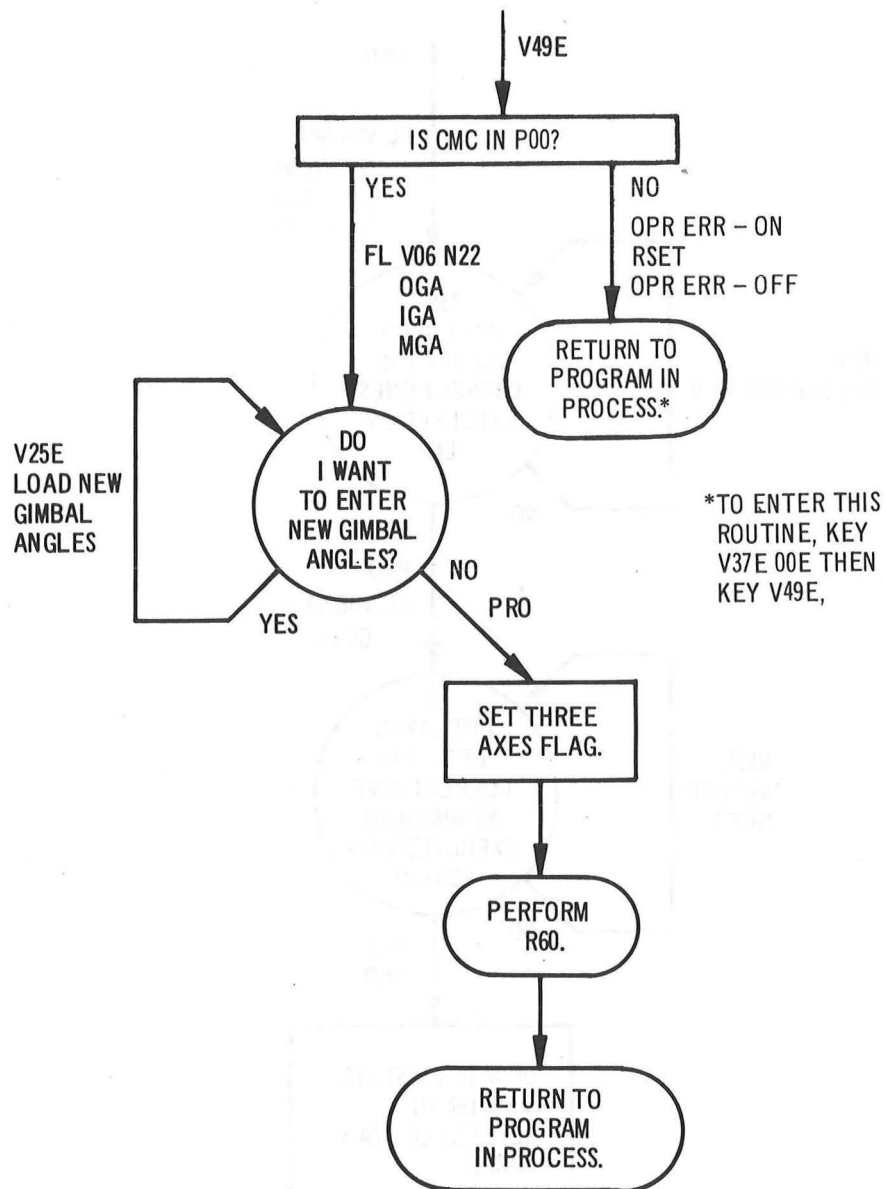 V49E
IS CMC IN P00?
YES
NO
OPR ERR – ON
RSET
OPR ERR – OFF
FL V06 N22
OGA
IGA
MGA
RETURN TO
PROGRAM IN
PROCESS.*
V25E
LOAD NEW
GIMBAL
ANGLES
DO
I WANT
TO ENTER
NEW GIMBAL
ANGLES?
*TO ENTER THIS
ROUTINE, KEY
V37E 00E THEN
KEY V49E,
YES
NO
PRO
SET THREE
AXES FLAG.
PERFORM
R60.
RETURN TO
PROGRAM
IN PROCESS.